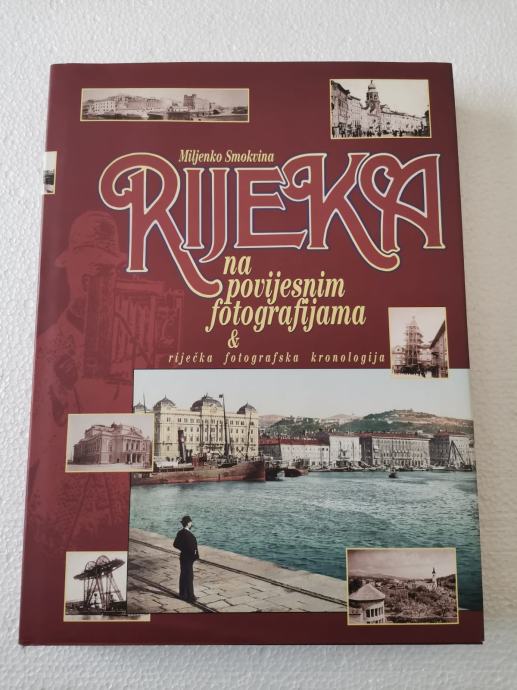 Miljenko Smokvina
RIJEKA
na
povijesnim
fotografijama
&
riječka fotografska kronologija